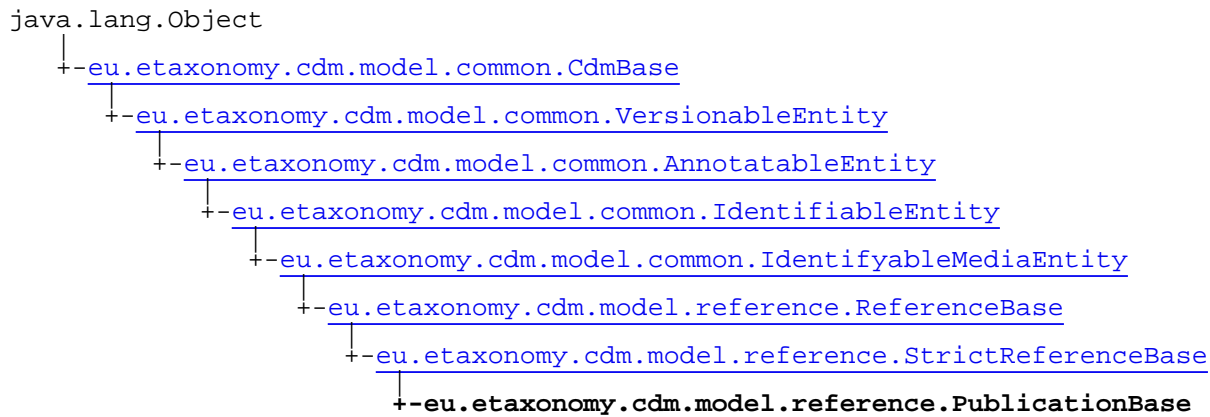 java.lang.Object
+-eu.etaxonomy.cdm.model.common.CdmBase
+-eu.etaxonomy.cdm.model.common.VersionableEntity
+-eu.etaxonomy.cdm.model.common.AnnotatableEntity
+-eu.etaxonomy.cdm.model.common.IdentifiableEntity
+-eu.etaxonomy.cdm.model.common.IdentifyableMediaEntity
+-eu.etaxonomy.cdm.model.reference.ReferenceBase
+-eu.etaxonomy.cdm.model.reference.StrictReferenceBase
+-eu.etaxonomy.cdm.model.reference.PublicationBase